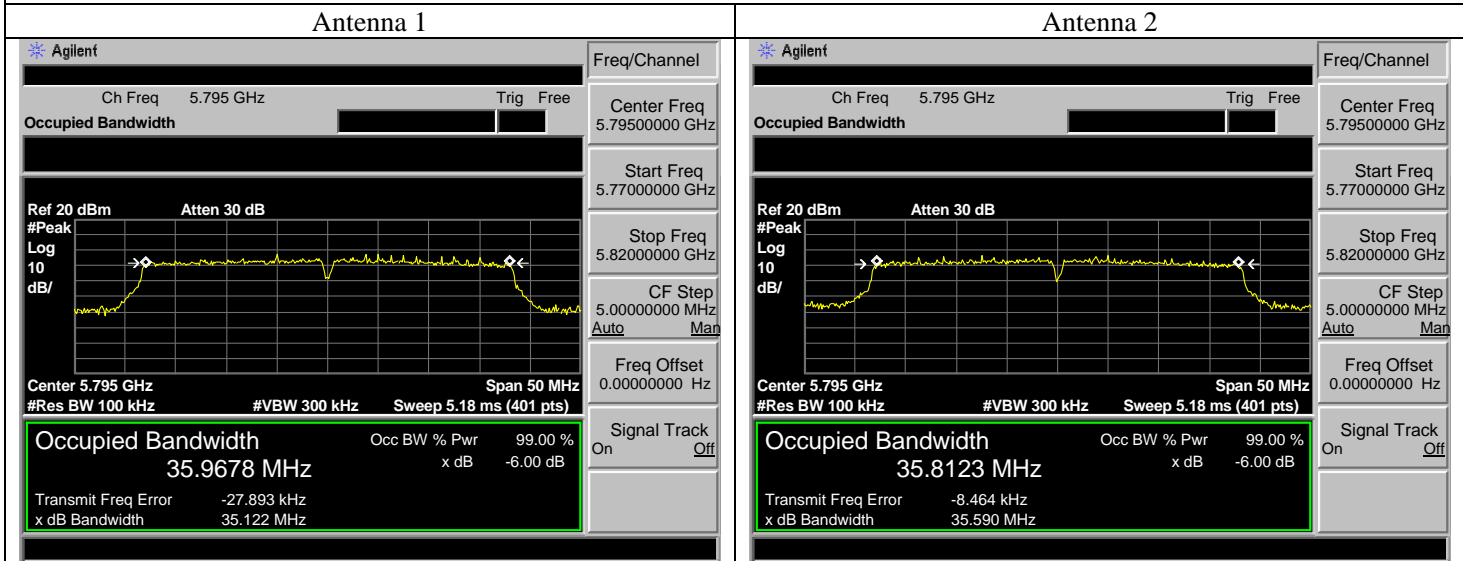 Antenna 1
Agilent
Freq/Channel
Ch Freq 5.795 GHz Trig Free
Occupied Bandwidth
Center Freq
5.79500000 GHz
Start Freq
5.77000000 GHz
Ref 20 dBm Atten 30 dB
#Peak
Log
10
dB/
Stop Freq
5.82000000 GHz
CF Step
5.00000000 MHz
Auto Man
Freq Offset
0.00000000 Hz
Center 5.795 GHz Span 50 MHz
#Res BW 100 kHz #VBW 300 kHz Sweep 5.18 ms (401 pts)
Signal Track
On Off
Occupied Bandwidth Occ BW % Pwr 99.00 %
35.9678 MHz x dB -6.00 dB
Transmit Freq Error -27.893 kHz
x dB Bandwidth 35.122 MHz
Antenna 2
Agilent
Freq/Channel
Ch Freq 5.795 GHz Trig Free
Occupied Bandwidth
Center Freq
5.79500000 GHz
Start Freq
5.77000000 GHz
Ref 20 dBm Atten 30 dB
#Peak
Log
10
dB/
Stop Freq
5.82000000 GHz
CF Step
5.00000000 MHz
Auto Man
Freq Offset
0.00000000 Hz
Center 5.795 GHz Span 50 MHz
#Res BW 100 kHz #VBW 300 kHz Sweep 5.18 ms (401 pts)
Signal Track
On Off
Occupied Bandwidth Occ BW % Pwr 99.00 %
35.8123 MHz x dB -6.00 dB
Transmit Freq Error -8.464 kHz
x dB Bandwidth 35.590 MHz